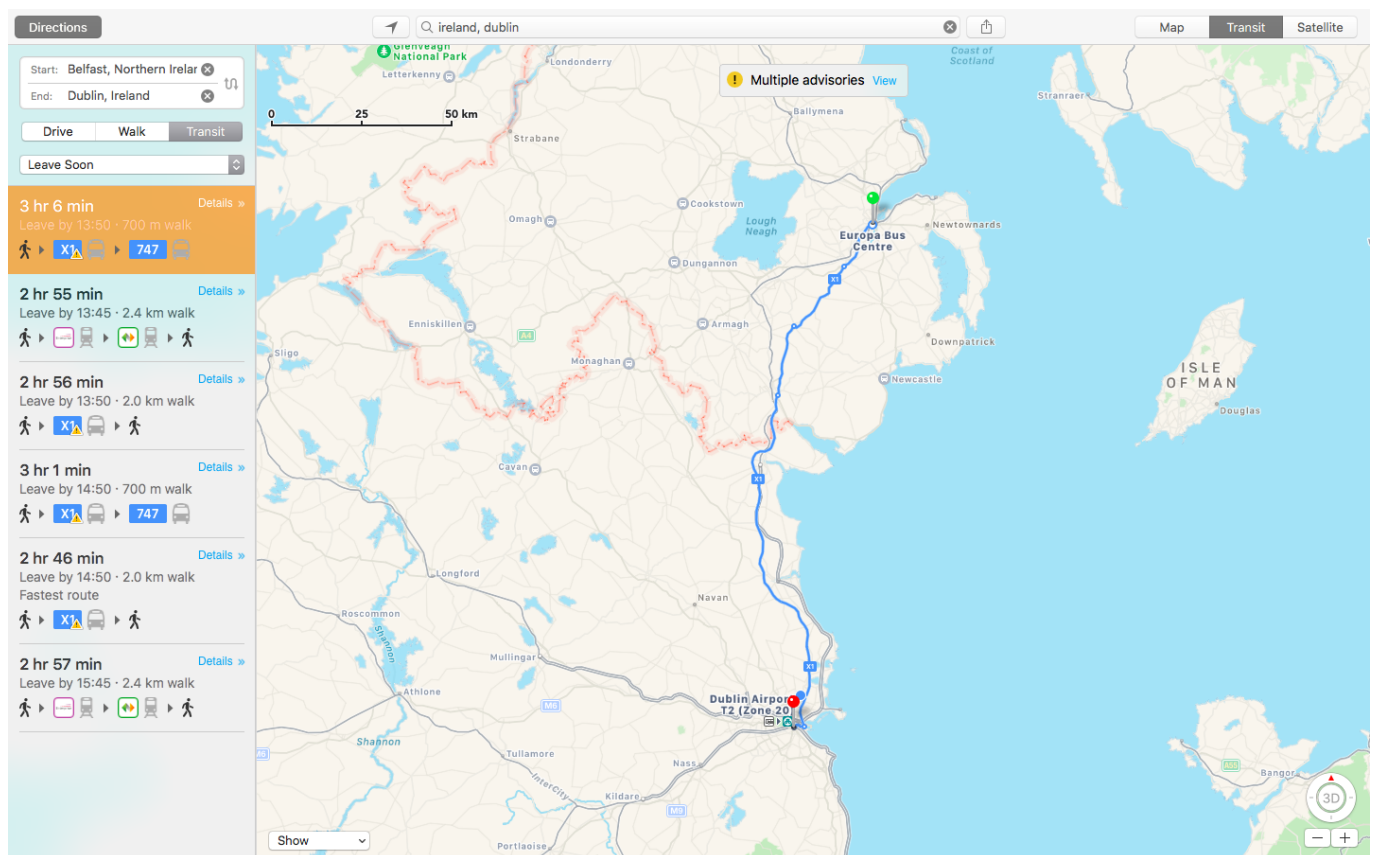 Directions
ireland, dublin
Map
Transit
Satellite
Start: Belfast, Northern Irelar
End: Dublin, Ireland
Drive
Walk
Transit
Leave Soon
3 hr 6 min
Details »
Leave by 13:50 · 700 m walk
X1
747
2 hr 55 min
Details »
Leave by 13:45 · 2.4 km walk
2 hr 56 min
Details »
Leave by 13:50 · 2.0 km walk
X1
3 hr 1 min
Details »
Leave by 14:50 · 700 m walk
X1
747
2 hr 46 min
Details »
Leave by 14:50 · 2.0 km walk
Fastest route
X1
2 hr 57 min
Details »
Leave by 15:45 · 2.4 km walk
Glenveagh
National Park
Letterkenny
Londonderry
Coast of
Scotland
Multiple advisories View
Stranraer
0 25 50 km
Ballymena
Strabane
Cookstown
Omagh
Lough
Neagh
Newtownards
Europa Bus
Centre
Dungannon
X1
Enniskillen
Armagh
A4
Downpatrick
Sligo
Monaghan
Newcastle
ISLE
OF MAN
Douglas
Cavan
X1
Longford
Navan
Roscommon
Shannon
Mullingar
X1
Athlone
Dublin Airpor
T2 (Zone 20
M6
Shannon
Tullamore
Nass
InterCity
Kildare
M9
Bangor
3D
Show
Portlaoise